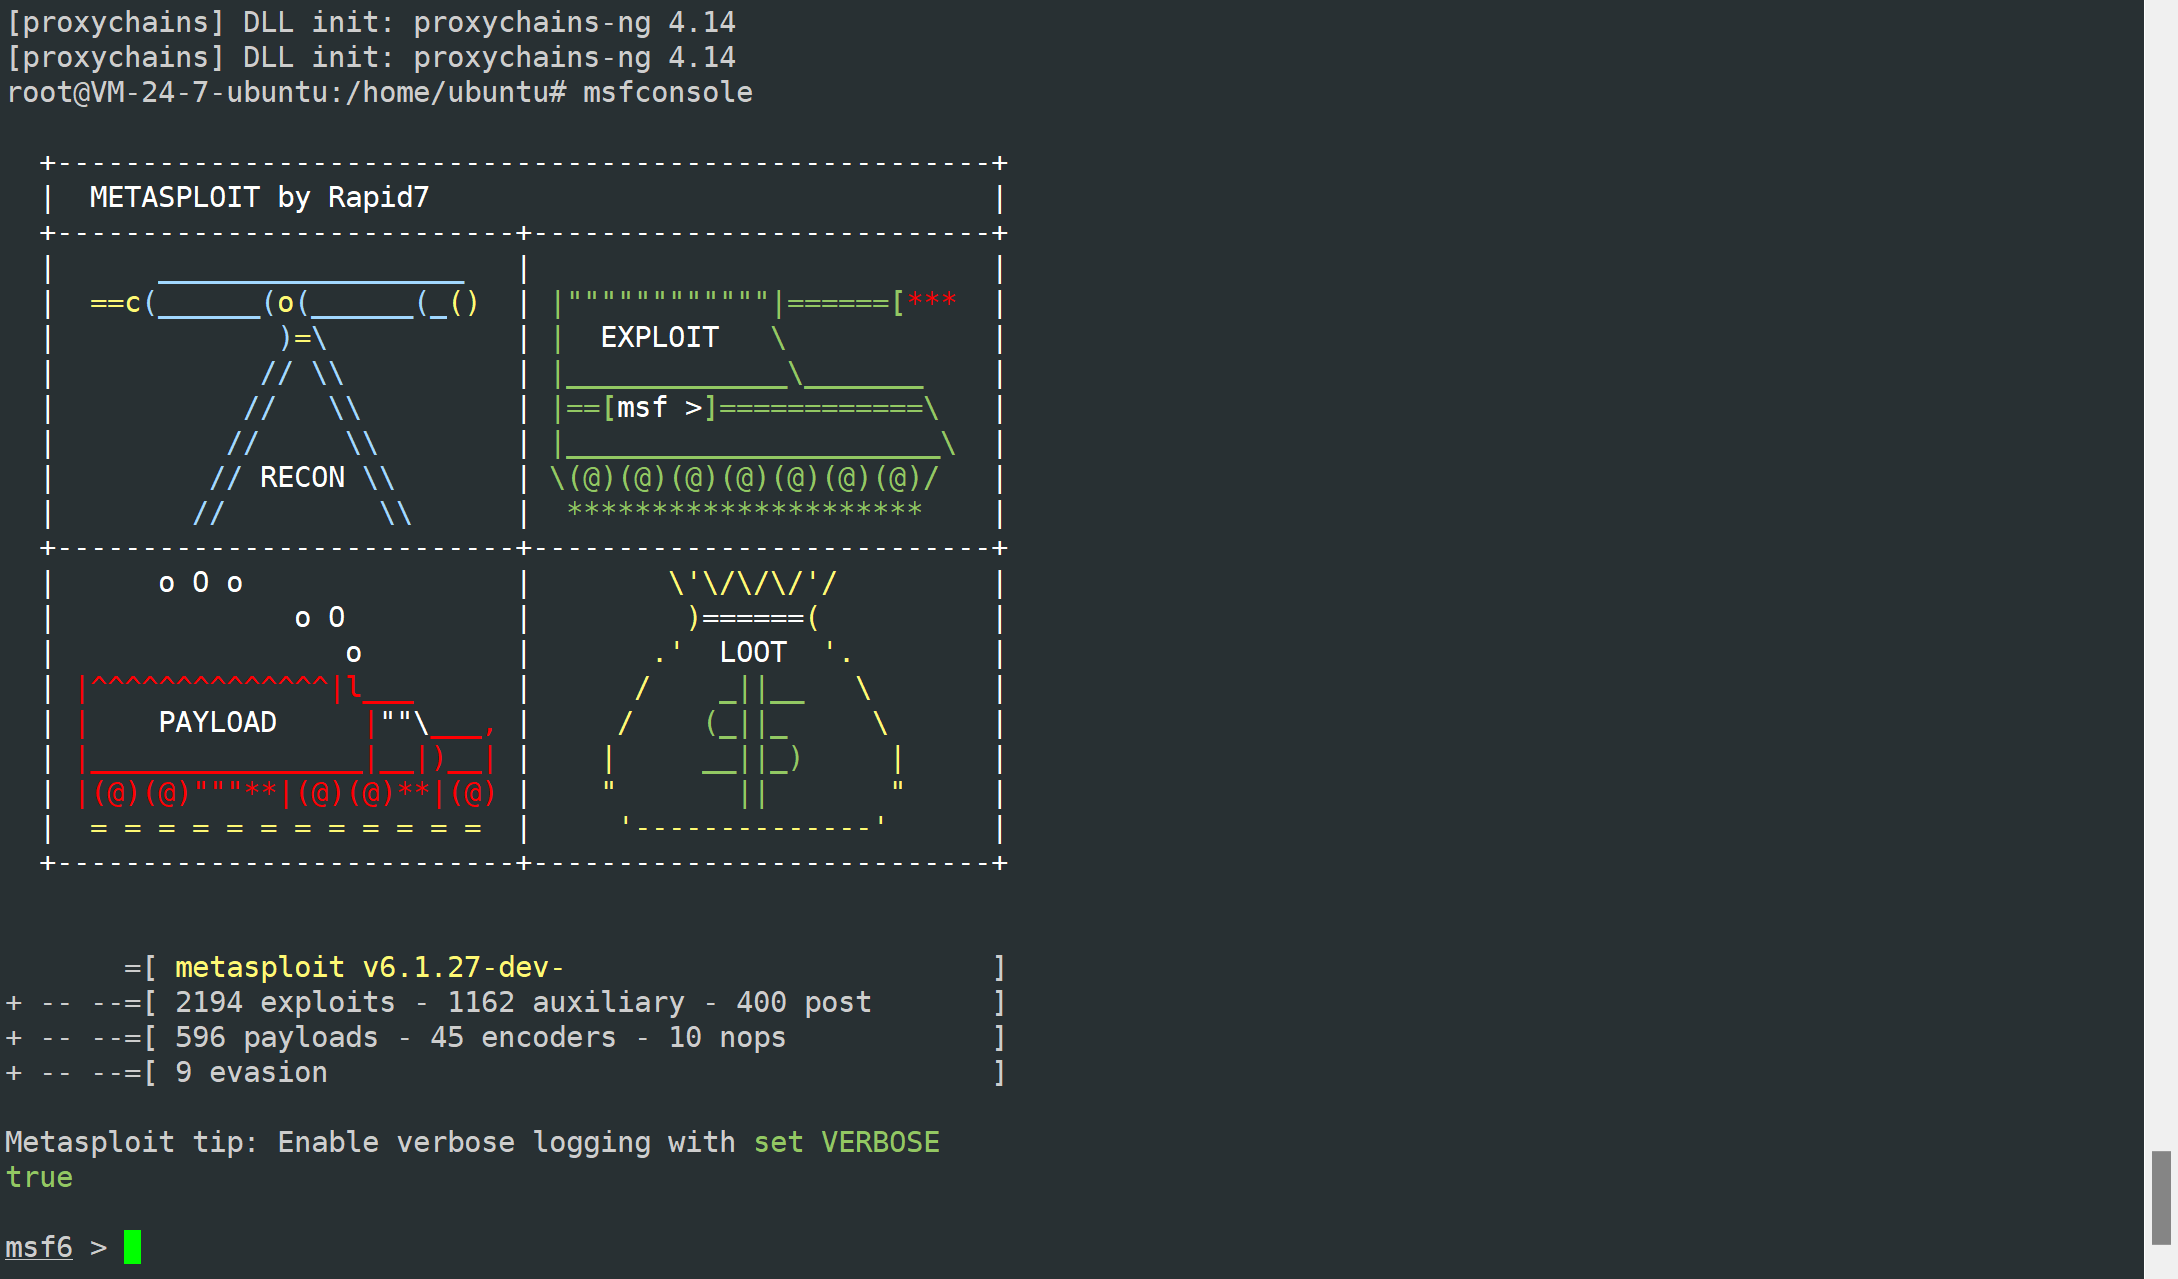 [proxychains] DLL init: proxychains-ng 4.14
[proxychains] DLL init: proxychains-ng 4.14
root@VM-24-7-ubuntu:/home/ubuntu# msfconsole

  +-------------------------------------------------------+
  |  METASPLOIT by Rapid7                                 |
  +---------------------------+---------------------------+
  |      __________________   |                           |
  |  ==c(______(o(______(_()  | |""""""""""""|======[***  |
  |             )=\           | |  EXPLOIT   \            |
  |            // \\          | |_____________\_______    |
  |           //   \\         | |==[msf >]============\   |
  |          //     \\        | |______________________\  |
  |         // RECON \\       | \(@)(@)(@)(@)(@)(@)(@)/   |
  |        //         \\      |  *********************    |
  +---------------------------+---------------------------+
  |      o O o                |        \'\/\/\/'/         |
  |              o O          |         )======(          |
  |                 o         |       .'  LOOT  '.        |
  | |^^^^^^^^^^^^^^|l___      |      /    _||__   \       |
  | |    PAYLOAD     |""\___, |     /    (_||_     \      |
  | |________________|__|)__| |    |     __||_)     |     |
  | |(@)(@)"""**|(@)(@)**|(@) |    "       ||       "     |
  |  = = = = = = = = = = = =  |     '--------------'      |
  +---------------------------+---------------------------+

       =[ metasploit v6.1.27-dev-                         ]
+ -- --=[ 2194 exploits - 1162 auxiliary - 400 post       ]
+ -- --=[ 596 payloads - 45 encoders - 10 nops            ]
+ -- --=[ 9 evasion                                       ]

Metasploit tip: Enable verbose logging with set VERBOSE
true

msf6 >